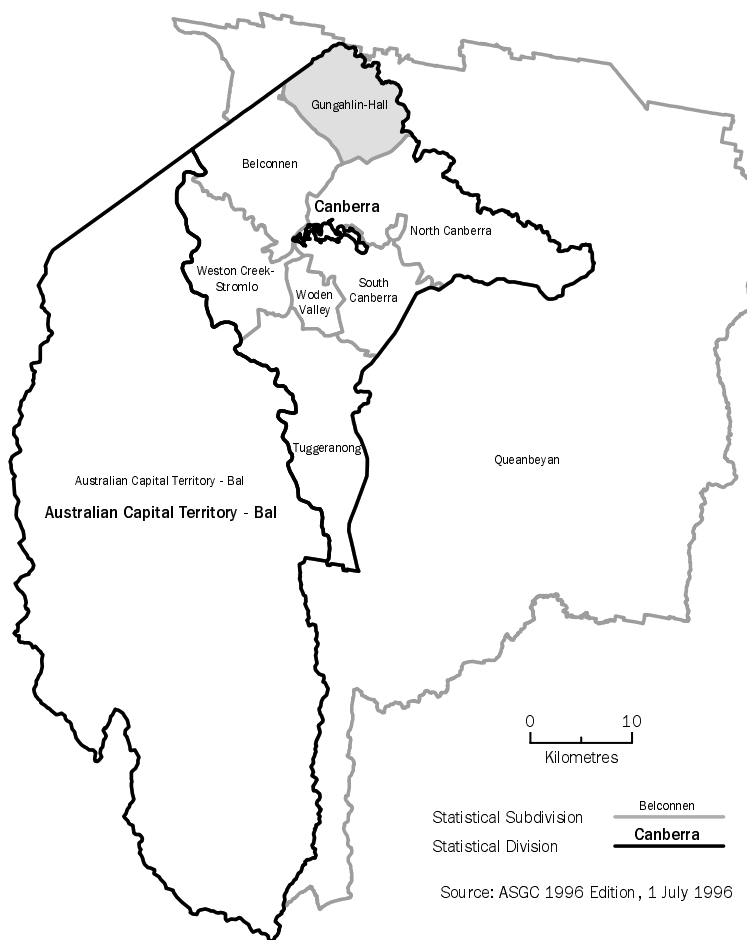 Gungahlin-Hall
Belconnen
Canberra
North Canberra
Weston Creek-
Stromlo
Woden
Valley
South
Canberra
Tuggeranong
Queanbeyan
Australian Capital Territory - Bal
Australian Capital Territory - Bal
0 10
Kilometres
Statistical Subdivision Belconnen
Statistical Division Canberra
Source: ASGC 1996 Edition, 1 July 1996